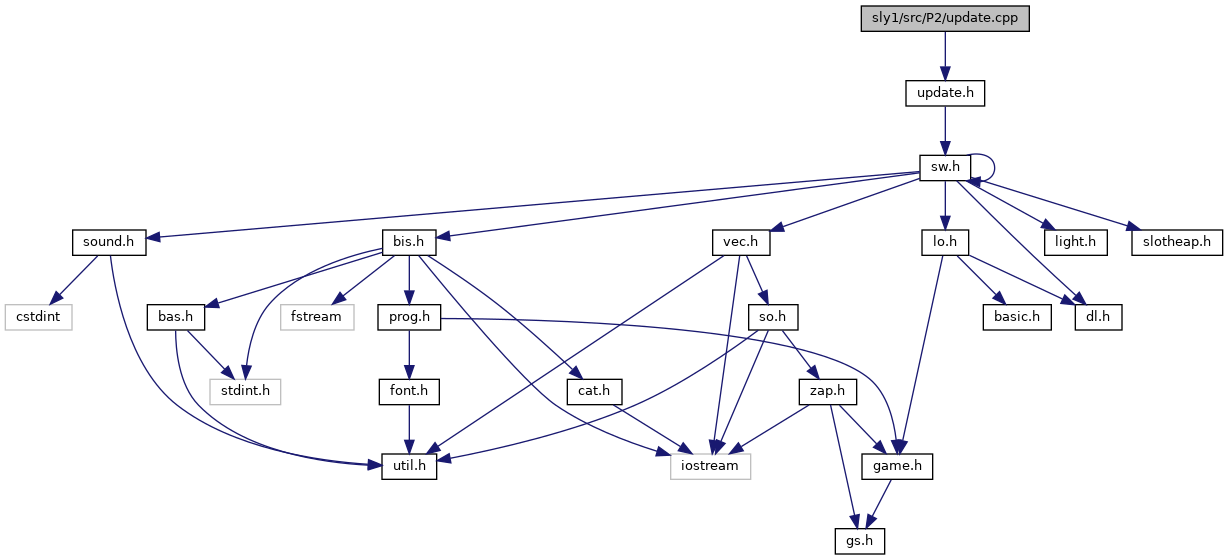 sly1/src/P2/update.cpp
update.h
sw.h
sound.h
bis.h
vec.h
lo.h
light.h
slotheap.h
cstdint
bas.h
fstream
prog.h
so.h
basic.h
dl.h
stdint.h
font.h
cat.h
zap.h
util.h
iostream
game.h
gs.h